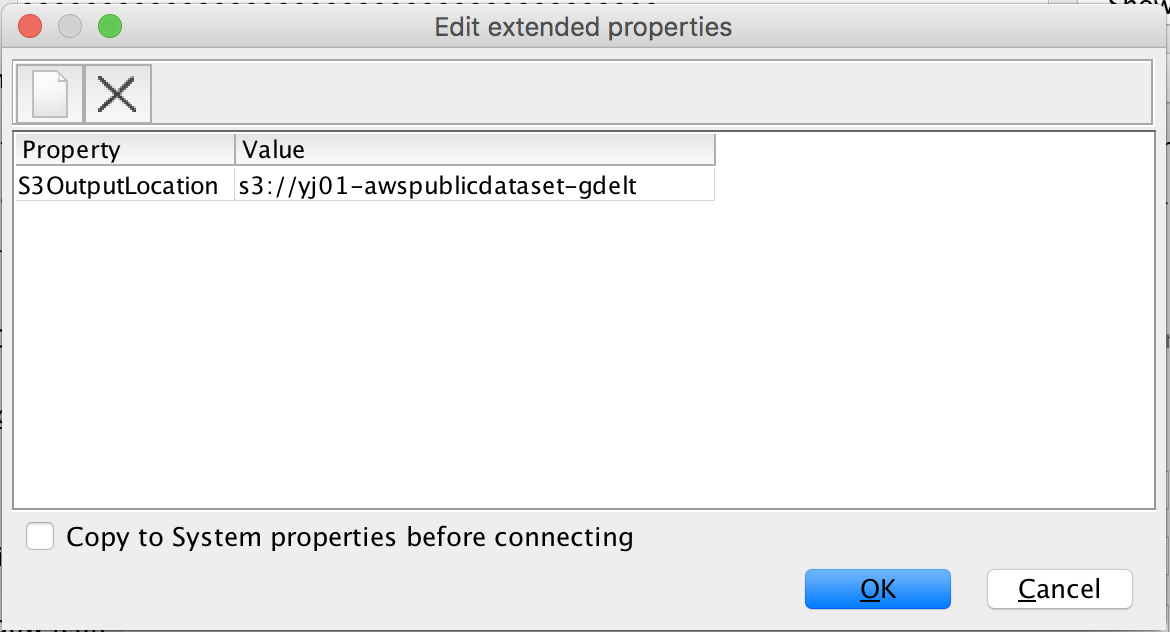 Edit extended properties
Property Value
S3OutputLocation s3://yj01-awspublicdataset-gdelt
Copy to System properties before connecting
OK Cancel